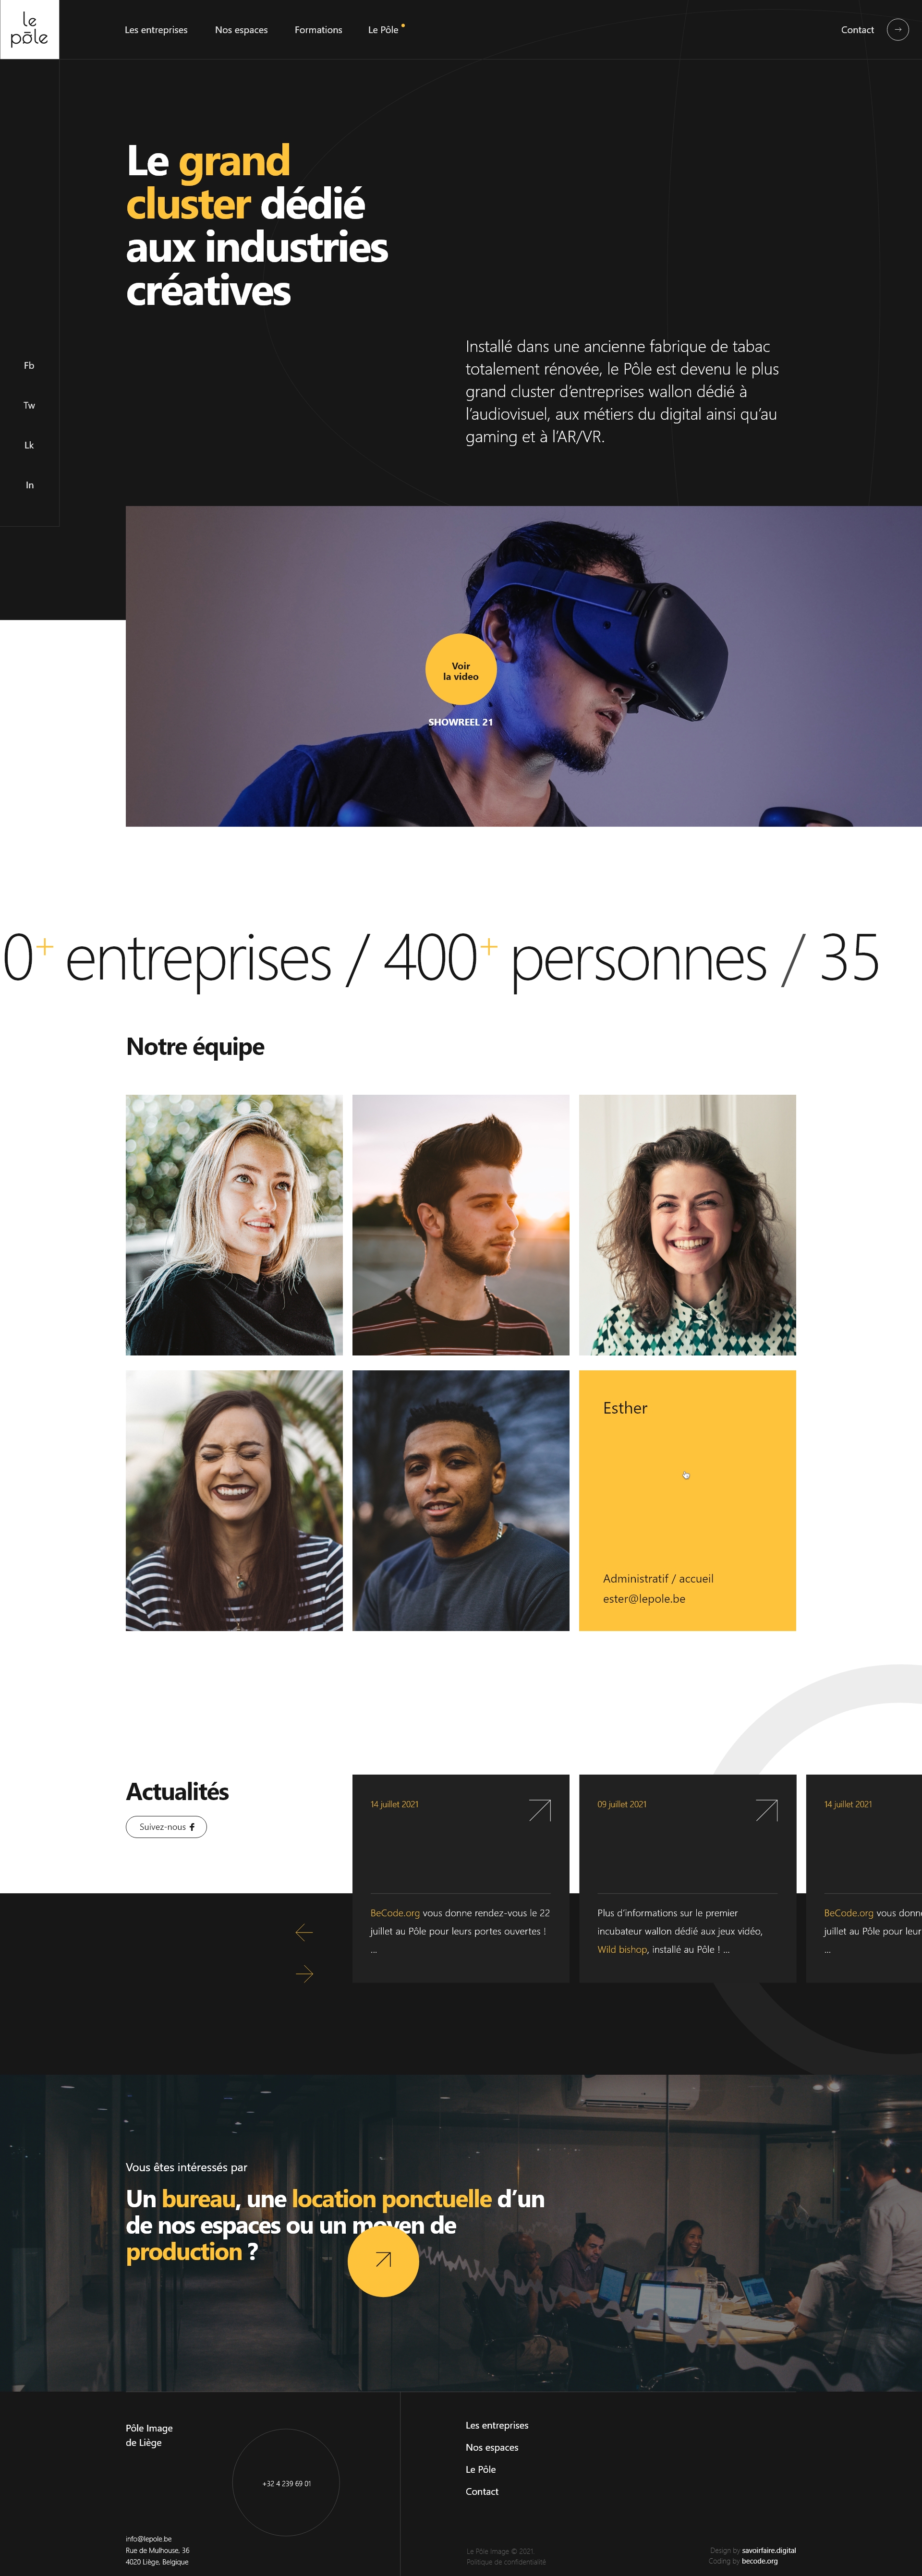 le
pôle
Les entreprises
Nos espaces
Formations
Le Pôle
Contact
Le grand
cluster dédié
aux industries
créatives
Installé dans une ancienne fabrique de tabac
totalement rénovée, le Pôle est devenu le plus
grand cluster d'entreprises wallon dédié à
l'audiovisuel, aux métiers du digital ainsi qu'au
gaming et à l'AR/VR.
Fb
Tw
Lk
In
Voir
la video
SHOWREEL 21
0+ entreprises / 400+ personnes / 35
Notre équipe
Esther
Administratif / accueil
ester@lepole.be
Actualités
Suivez-nous f
14 juillet 2021
BeCode.org vous donne rendez-vous le 22
juillet au Pôle pour leurs portes ouvertes !
...
09 juillet 2021
Plus d'informations sur le premier
incubateur wallon dédié aux jeux vidéo,
Wild bishop, installé au Pôle ! ...
14 juillet 2021
BeCode.org vous donn
juillet au Pôle pour leur
...
Vous êtes intéressés par
Un bureau, une location ponctuelle d'un
de nos espaces ou un moyen de
production ?
Pôle Image
de Liège
+32 4 239 69 01
info@lepole.be
Rue de Mulhouse, 36
4020 Liège, Belgique
Les entreprises
Nos espaces
Le Pôle
Contact
Le Pôle image © 2021
Politique de confidentialité
Design by savoirfaire.digital
Coding by becode.org